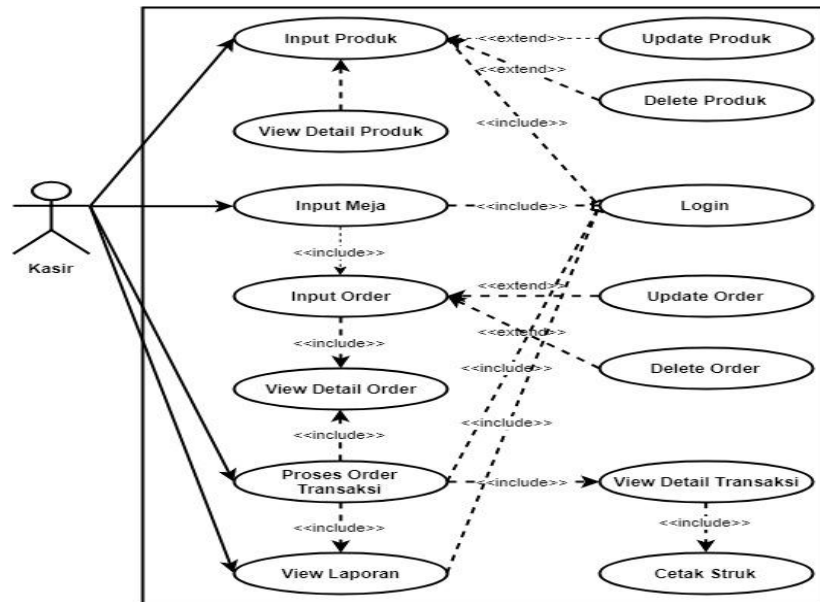 Input Produk
<<extend>>
Update Produk
<<extend>>
Delete Produk
View Detail Produk
<<include>>
Kasir
Input Meja
<<include>>
Login
<<include>>
Input Order
<<extend>>
Update Order
<<extend>>
<<include>>
<<include>>
Delete Order
View Detail Order
<<include>>
<<include>>
Proses Order
Transaksi
<<include>>
View Detail Transaksi
<<include>>
<<include>>
View Laporan
Cetak Struk